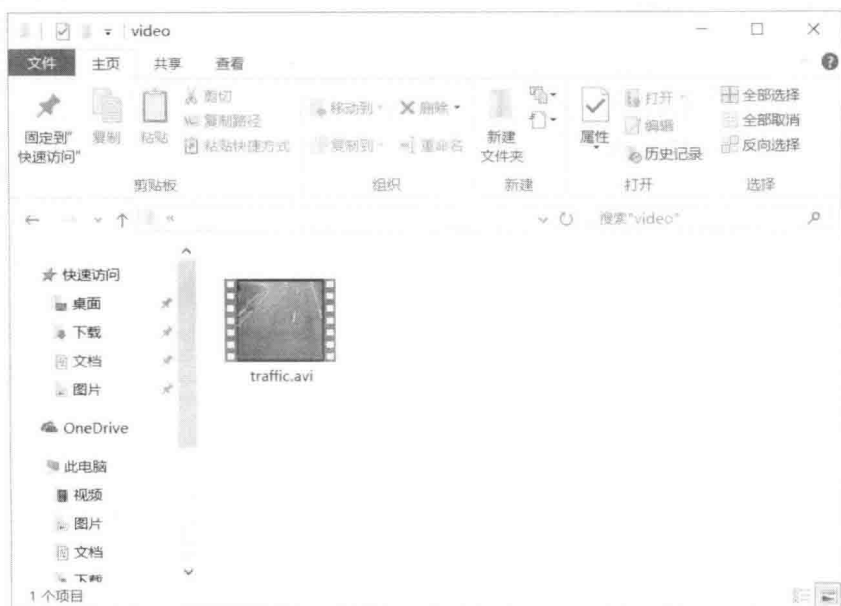 video
文件 主页 共享 查看
固定到"
快速访问"
复制
粘贴
剪切
复制路径
粘贴快捷方式
剪贴板
移动到
复制到
删除
重命名
组织
新建
文件夹
新建
属性
打开
编辑
历史记录
打开
全部选择
全部取消
反向选择
选择
搜索"video"
快速访问
桌面
下载
文档
图片
OneDrive
此电脑
视频
图片
文档
下载
traffic.avi
1 个项目